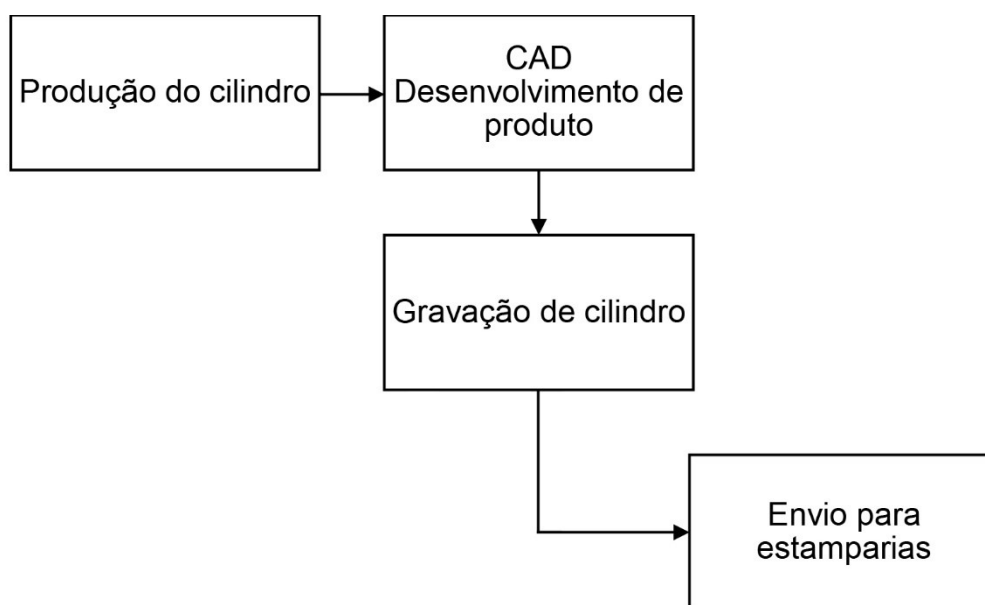 Produção do cilindro
CAD
Desenvolvimento de
produto
Gravação de cilindro
Envio para
estamparias